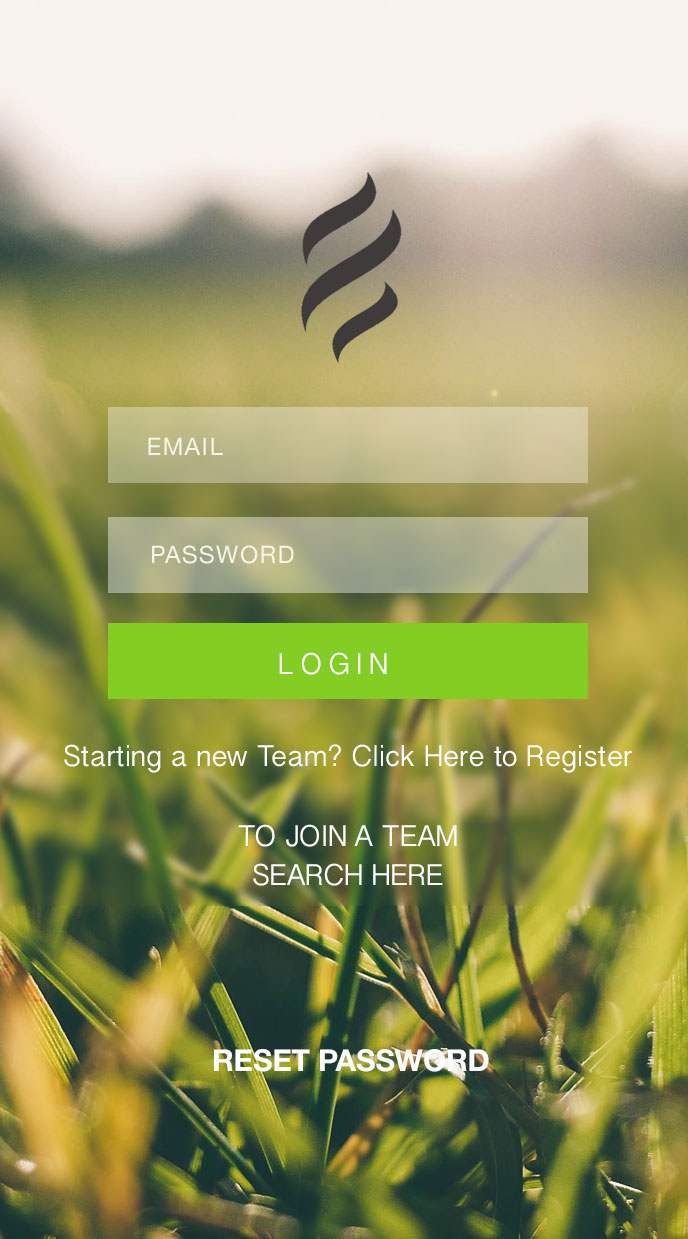 EMAIL
PASSWORD
LOGIN
Starting a new Team? Click Here to Register
TO JOIN A TEAM
SEARCH HERE
RESET PASSWORD